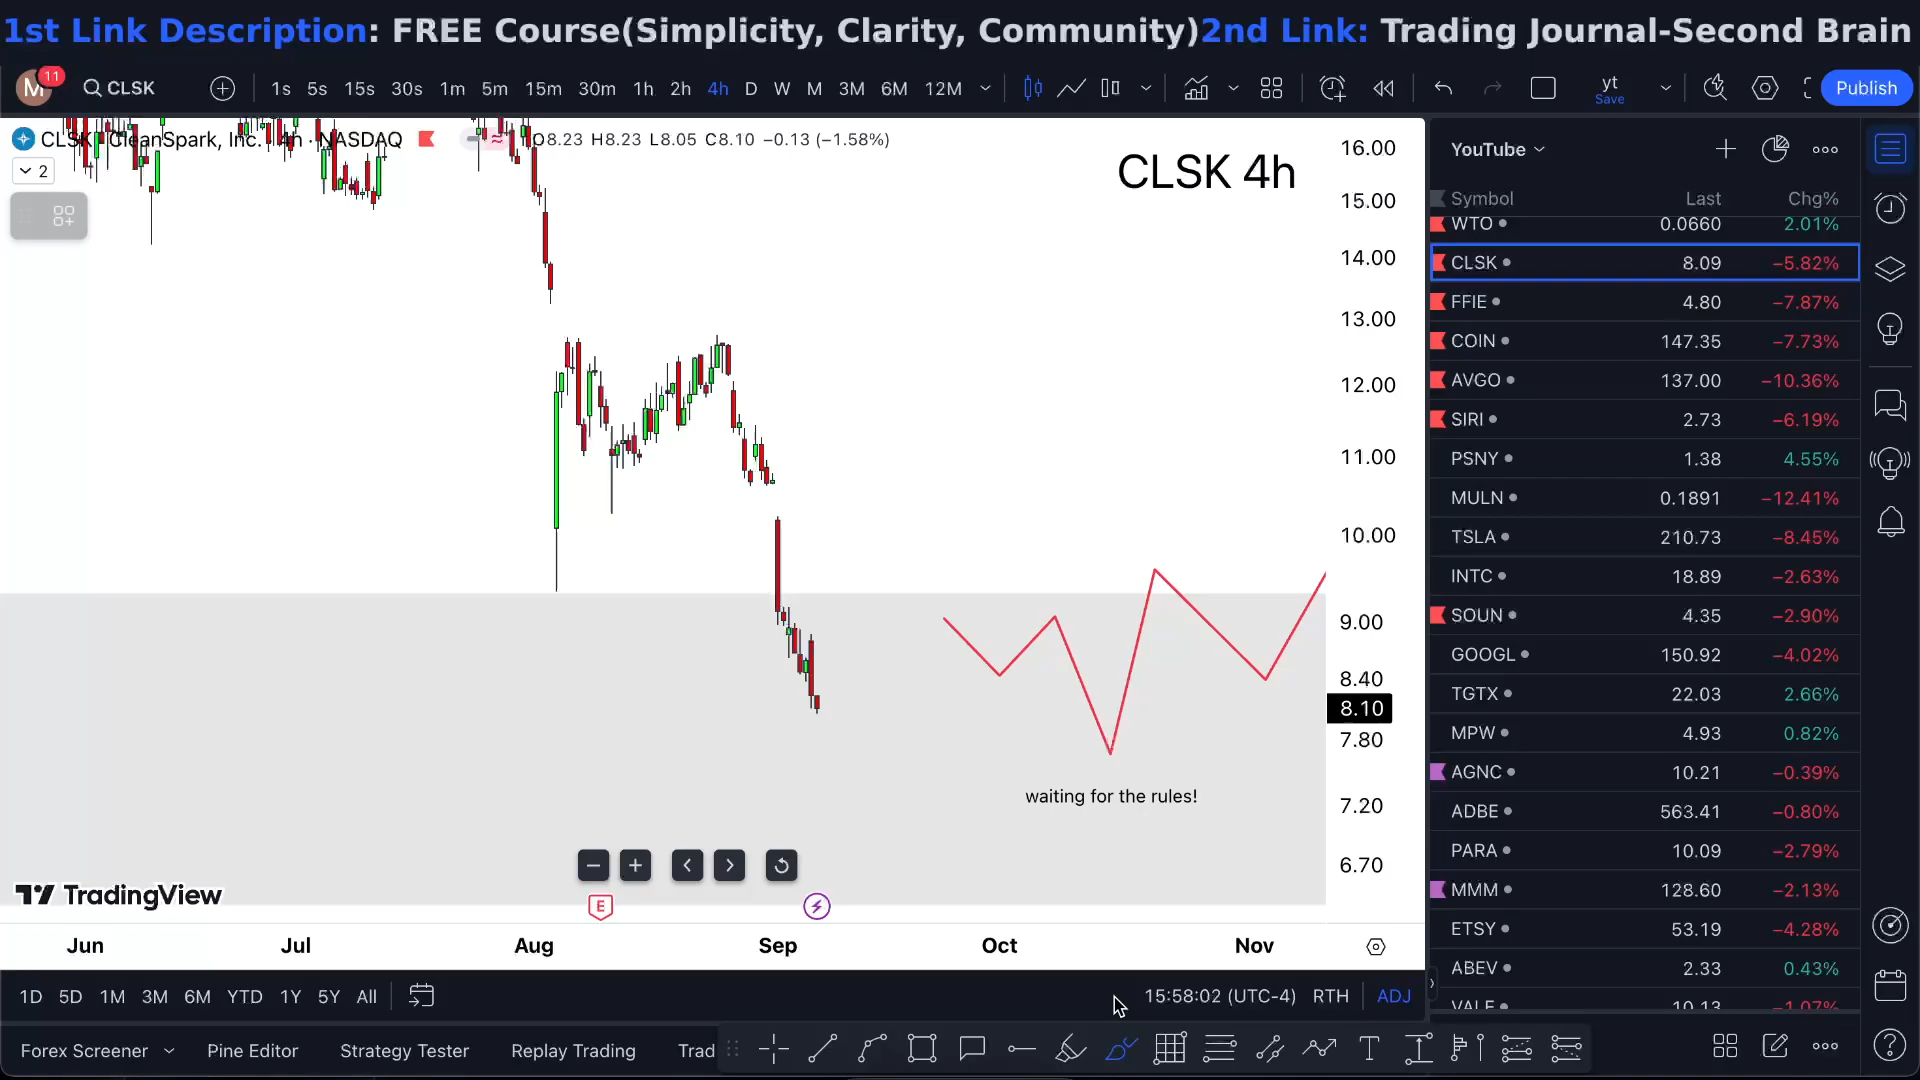 1st Link Description: FREE Course(Simplicity, Clarity, Community)2nd Link: Trading Journal-Second Brain
M 11 CLSK 1s 5s 15s 30s 1m 5m 15m 30m 1h 2h 4h D W M 3M 6M 12M yt Save Publish
CLSK CleanSpark, Inc. 4h · NASDAQ O8.23 H8.23 L8.05 C8.10 −0.13 (−1.58%)
2
CLSK 4h
16.00
15.00
14.00
13.00
12.00
11.00
10.00
9.00
8.40
8.10
7.80
7.20
6.70
waiting for the rules!
TradingView
E
Jun Jul Aug Sep Oct Nov
YouTube
Symbol Last Chg%
WTO 0.0660 2.01%
CLSK 8.09 −5.82%
FFIE 4.80 −7.87%
COIN 147.35 −7.73%
AVGO 137.00 −10.36%
SIRI 2.73 −6.19%
PSNY 1.38 4.55%
MULN 0.1891 −12.41%
TSLA 210.73 −8.45%
INTC 18.89 −2.63%
SOUN 4.35 −2.90%
GOOGL 150.92 −4.02%
TGTX 22.03 2.66%
MPW 4.93 0.82%
AGNC 10.21 −0.39%
ADBE 563.41 −0.80%
PARA 10.09 −2.79%
MMM 128.60 −2.13%
ETSY 53.19 −4.28%
ABEV 2.33 0.43%
VALE 10.13 −1.07%
1D 5D 1M 3M 6M YTD 1Y 5Y All 15:58:02 (UTC-4) RTH ADJ
Forex Screener Pine Editor Strategy Tester Replay Trading Trad